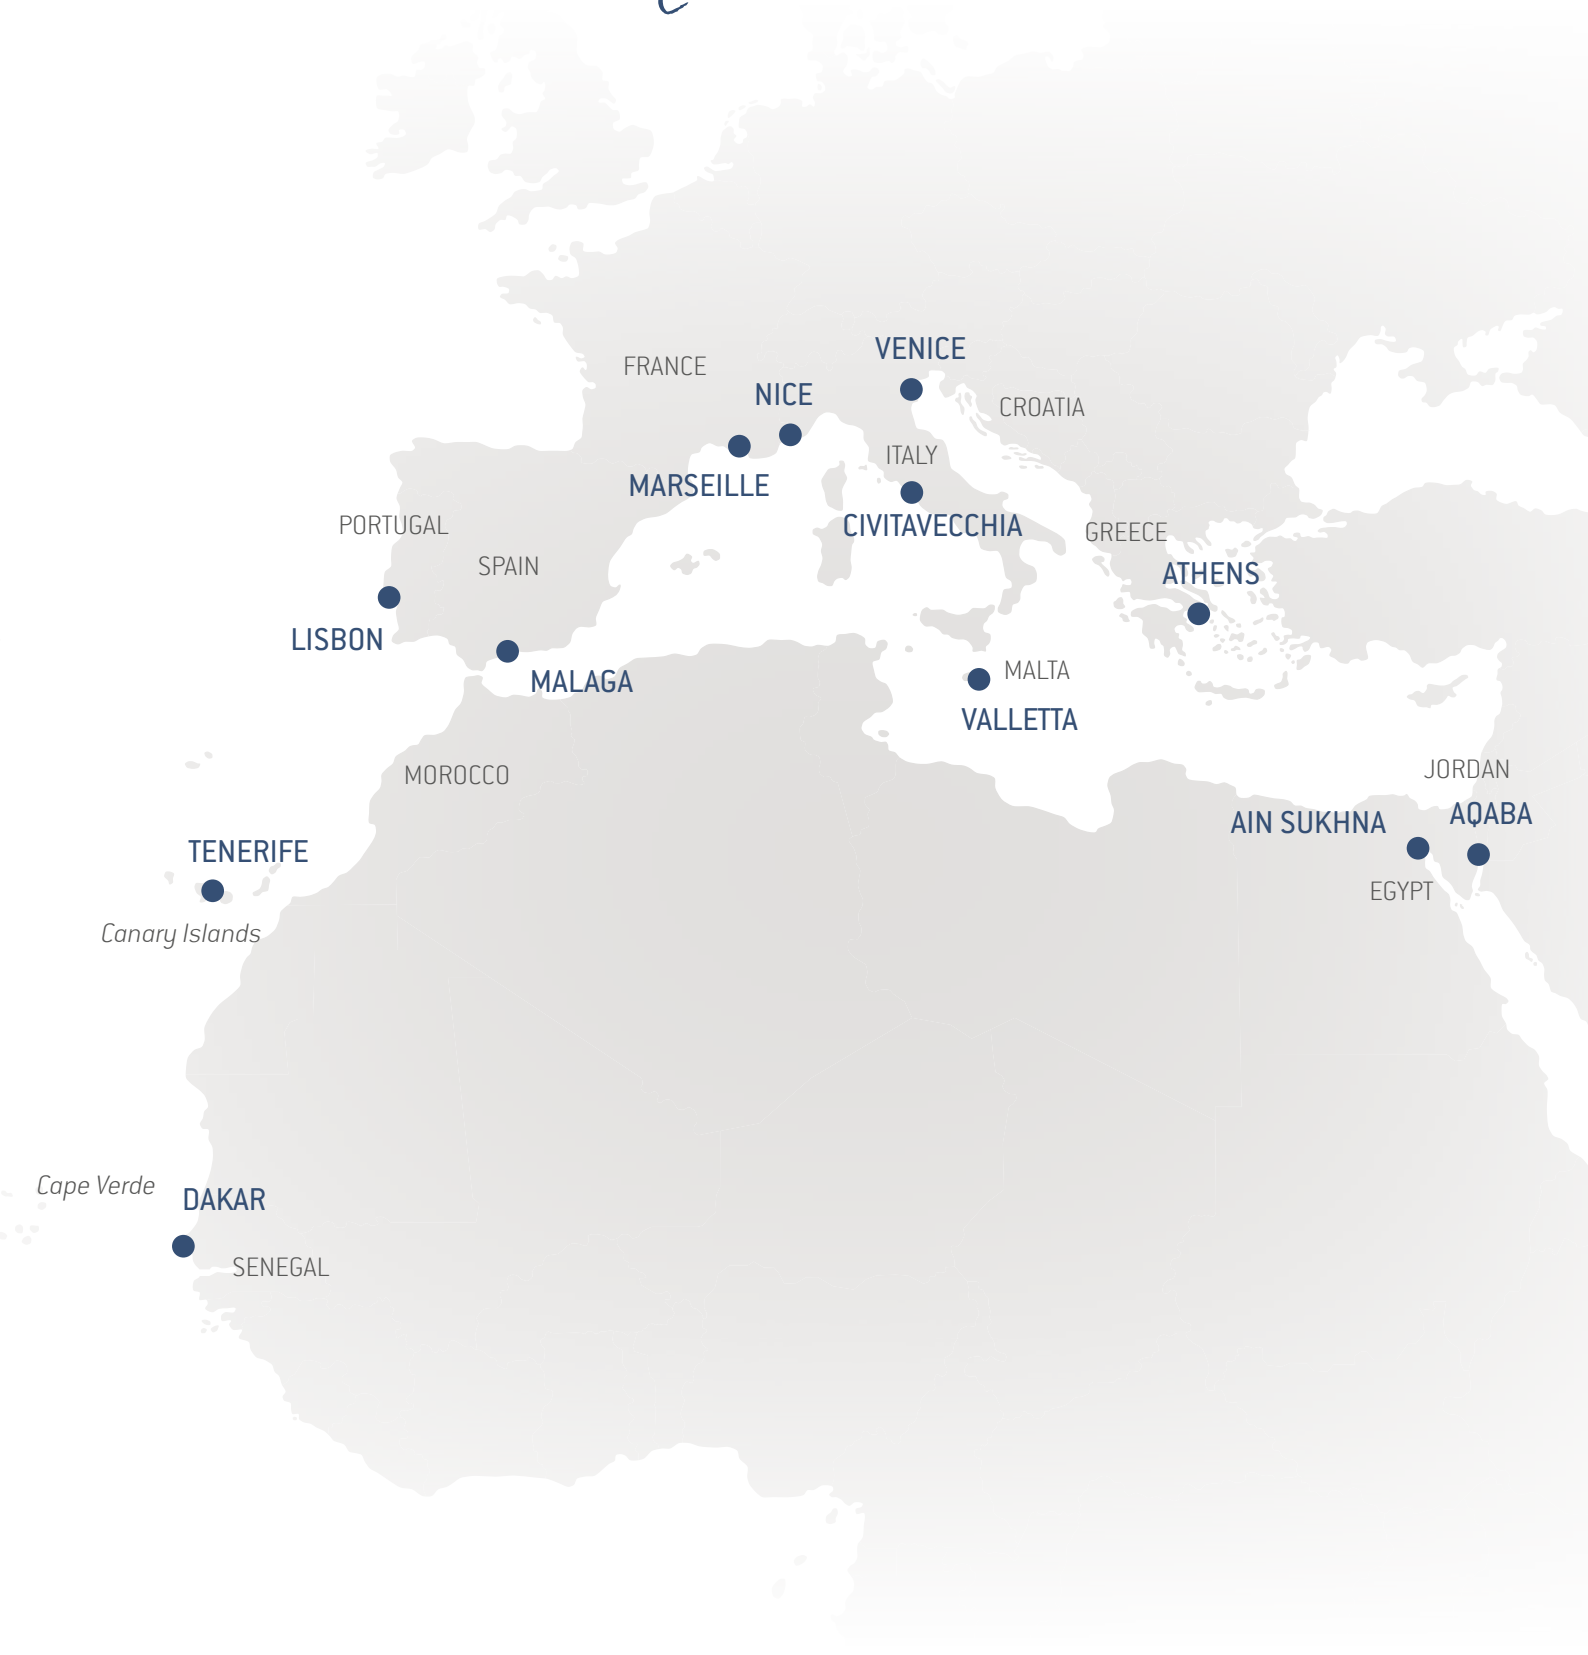 VENICE
FRANCE
NICE
CROATIA
ITALY
MARSEILLE
CIVITAVECCHIA
PORTUGAL
GREECE
SPAIN
ATHENS
LISBON
MALTA
MALAGA
VALLETTA
JORDAN
MOROCCO
AQABA
AIN SUKHNA
TENERIFE
EGYPT
Canary Islands
Cape Verde
DAKAR
SENEGAL